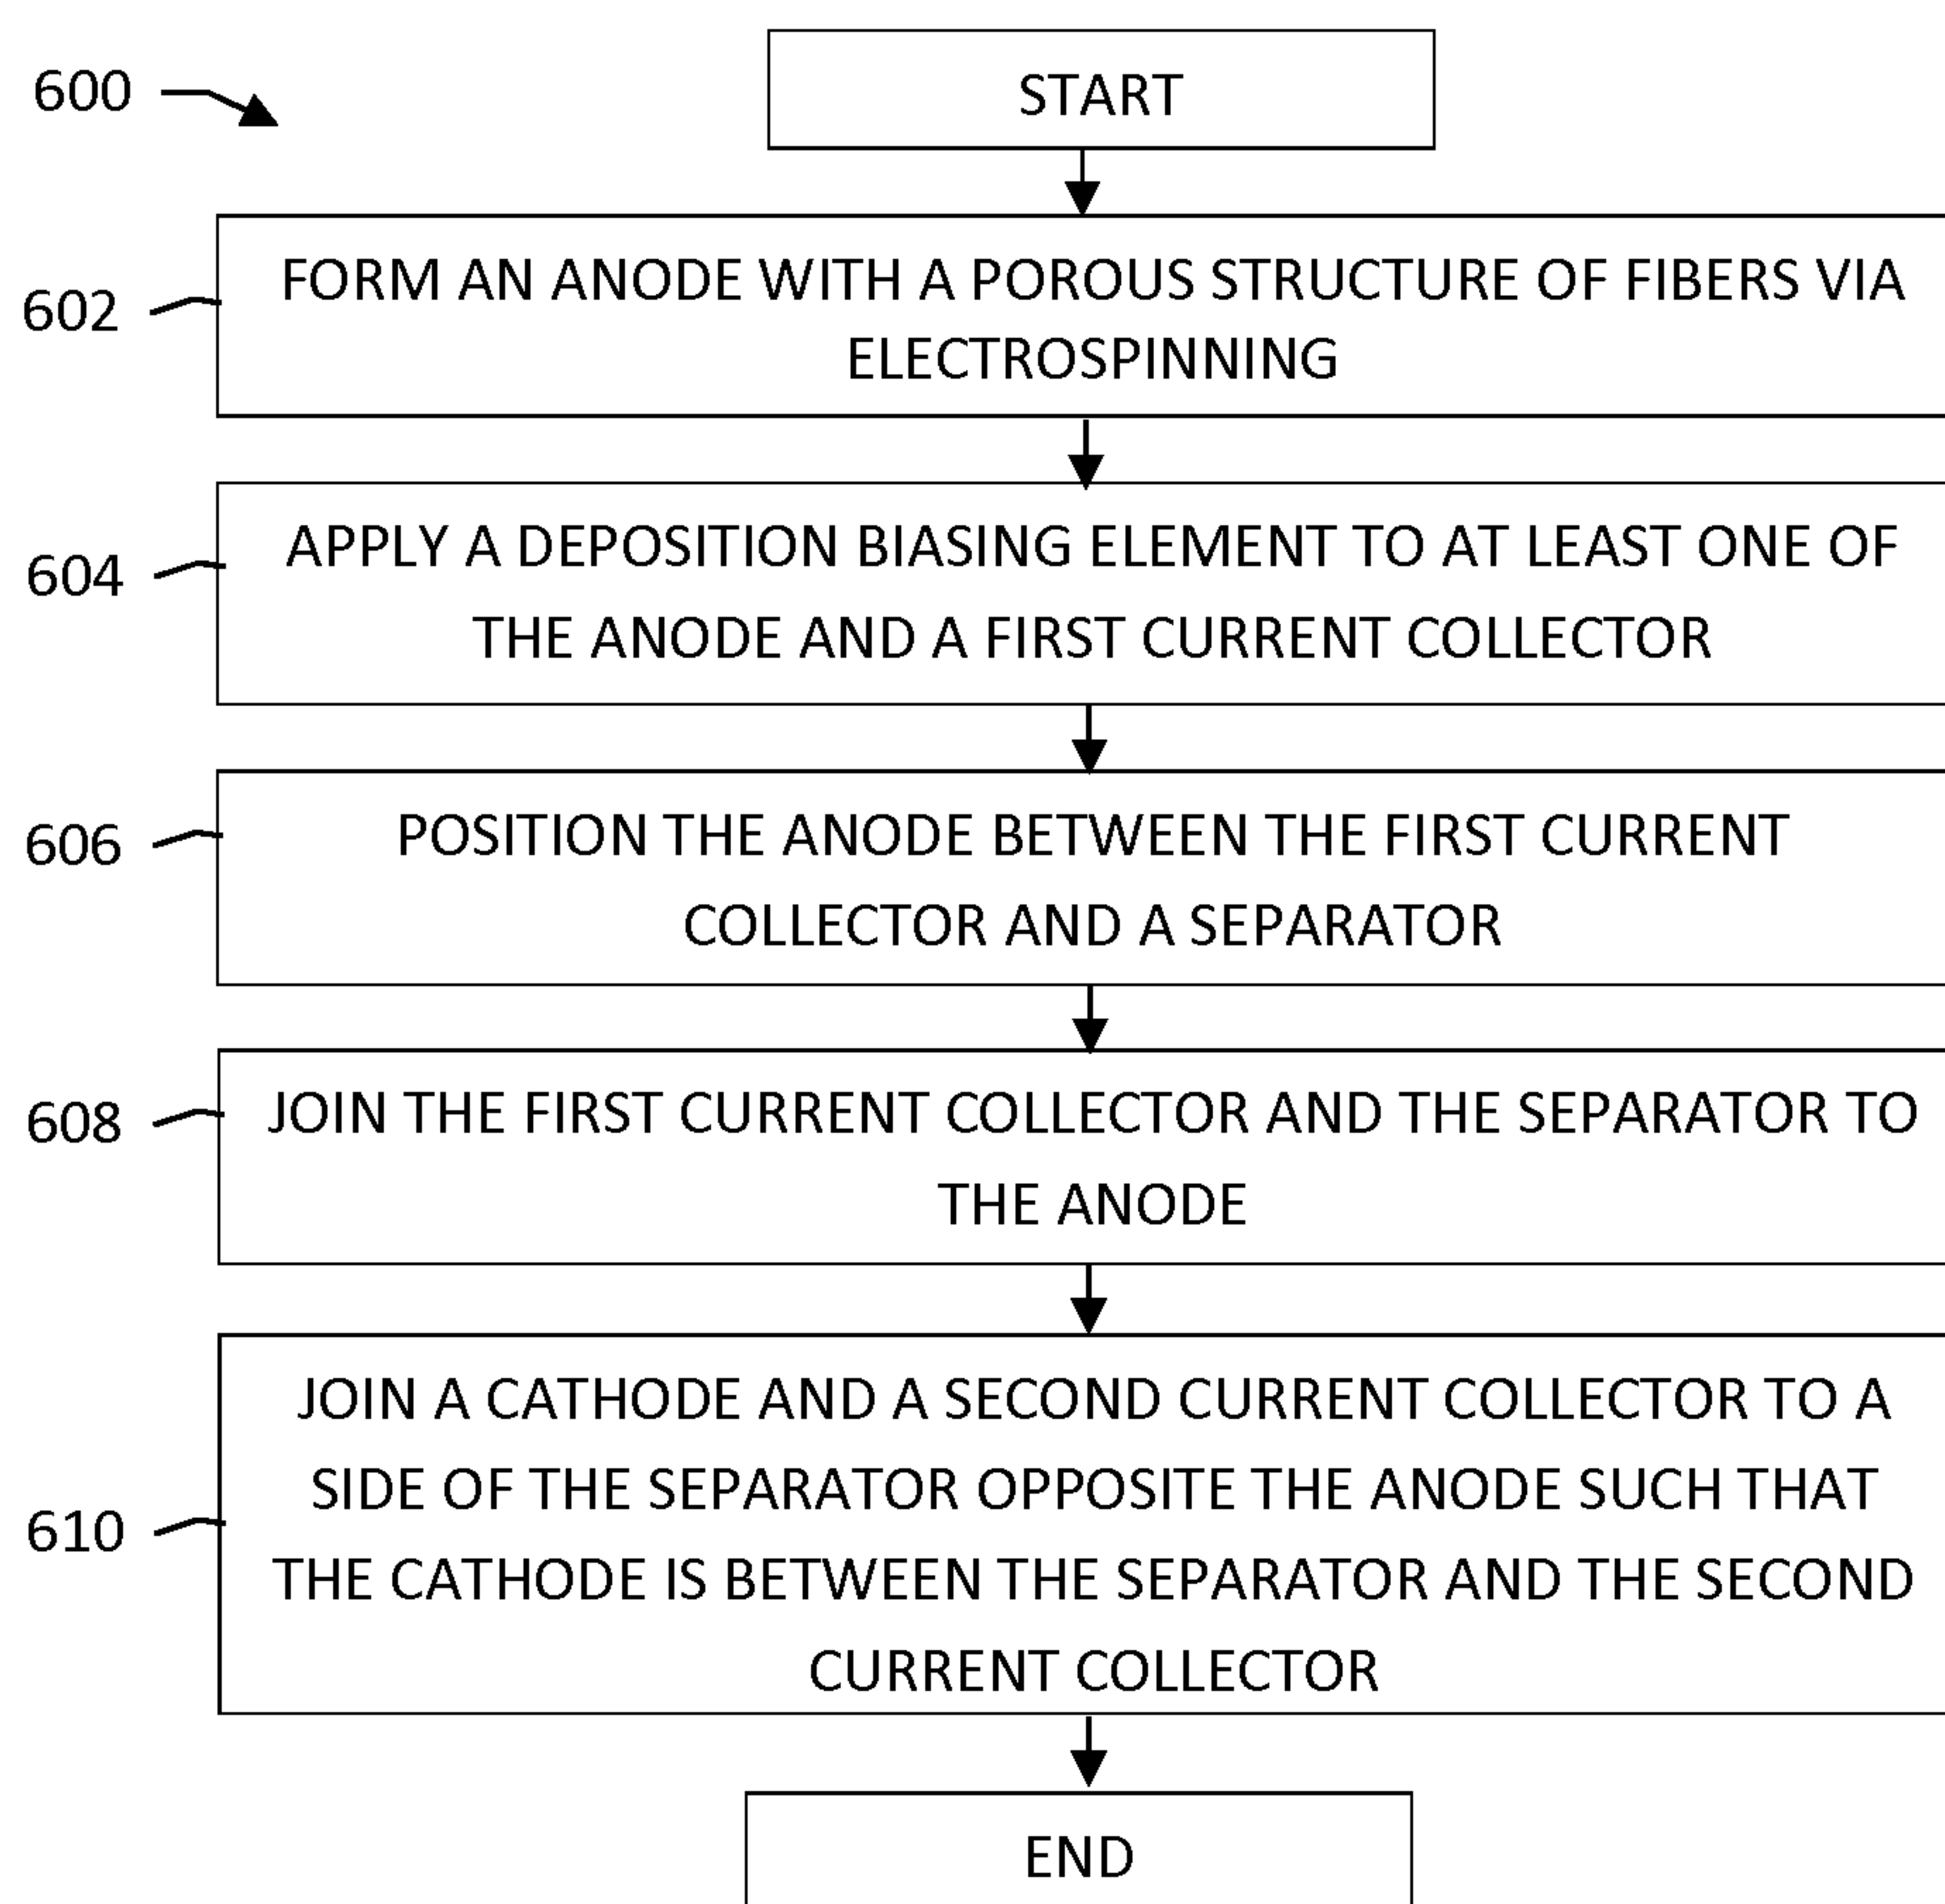 600
START
602
FORM AN ANODE WITH A POROUS STRUCTURE OF FIBERS VIA
ELECTROSPINNING
604
APPLY A DEPOSITION BIASING ELEMENT TO AT LEAST ONE OF
THE ANODE AND A FIRST CURRENT COLLECTOR
606
POSITION THE ANODE BETWEEN THE FIRST CURRENT
COLLECTOR AND A SEPARATOR
608
JOIN THE FIRST CURRENT COLLECTOR AND THE SEPARATOR TO
THE ANODE
610
JOIN A CATHODE AND A SECOND CURRENT COLLECTOR TO A
SIDE OF THE SEPARATOR OPPOSITE THE ANODE SUCH THAT
THE CATHODE IS BETWEEN THE SEPARATOR AND THE SECOND
CURRENT COLLECTOR
END